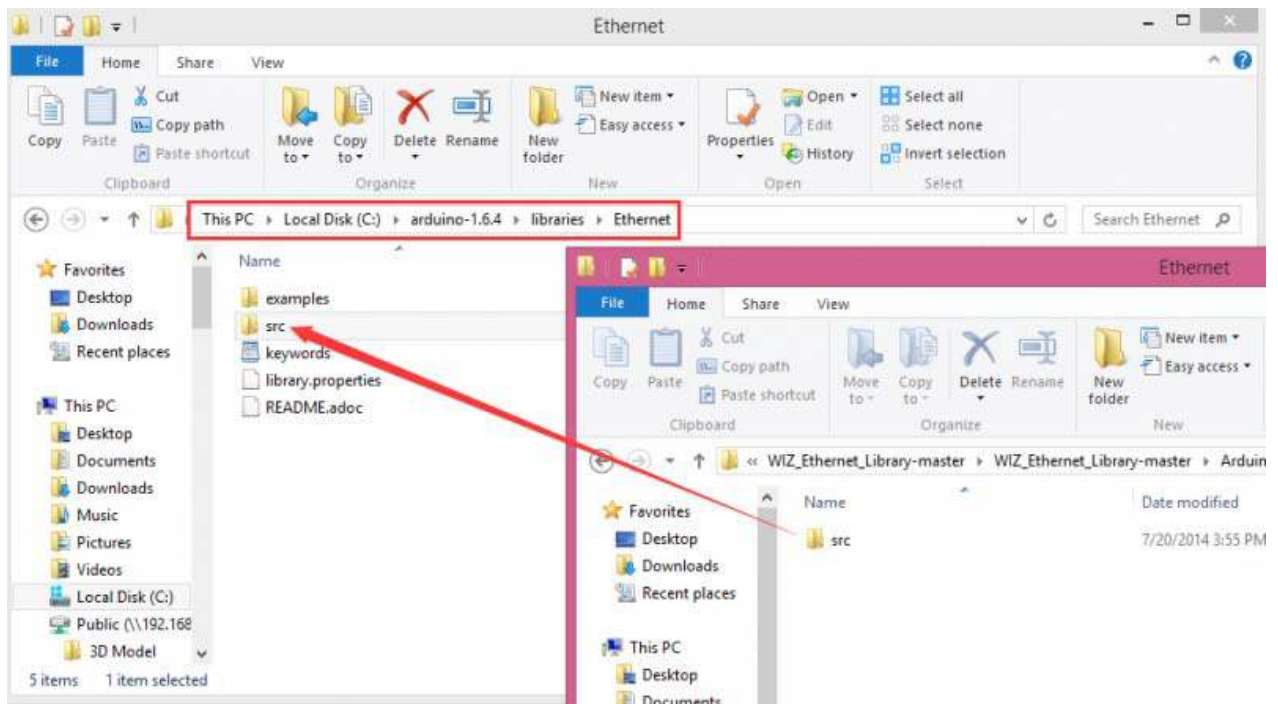 Ethernet
File Home Share View
Copy
Paste
Cut
Copy path
Paste shortcut
Clipboard
Move to
Copy to
Delete
Rename
Organize
New folder
New item
Easy access
New
Properties
Open
Edit
History
Open
Select all
Select none
Invert selection
Select
This PC Local Disk (C:) arduino-1.6.4 libraries Ethernet
Search Ethernet
Favorites
Desktop
Downloads
Recent places
This PC
Desktop
Documents
Downloads
Music
Pictures
Videos
Local Disk (C:)
Public (\\192.168
3D Model
Name
examples
src
keywords
library.properties
README.adoc
5 items 1 item selected
Ethernet
File Home Share View
Copy
Paste
Cut
Copy path
Paste shortcut
Clipboard
Move to
Copy to
Delete
Rename
Organize
New folder
New item
Easy access
New
« WIZ_Ethernet_Library-master WIZ_Ethernet_Library-master Arduin
Favorites
Desktop
Downloads
Recent places
This PC
Desktop
Documents
Name Date modified
src 7/20/2014 3:55 PM